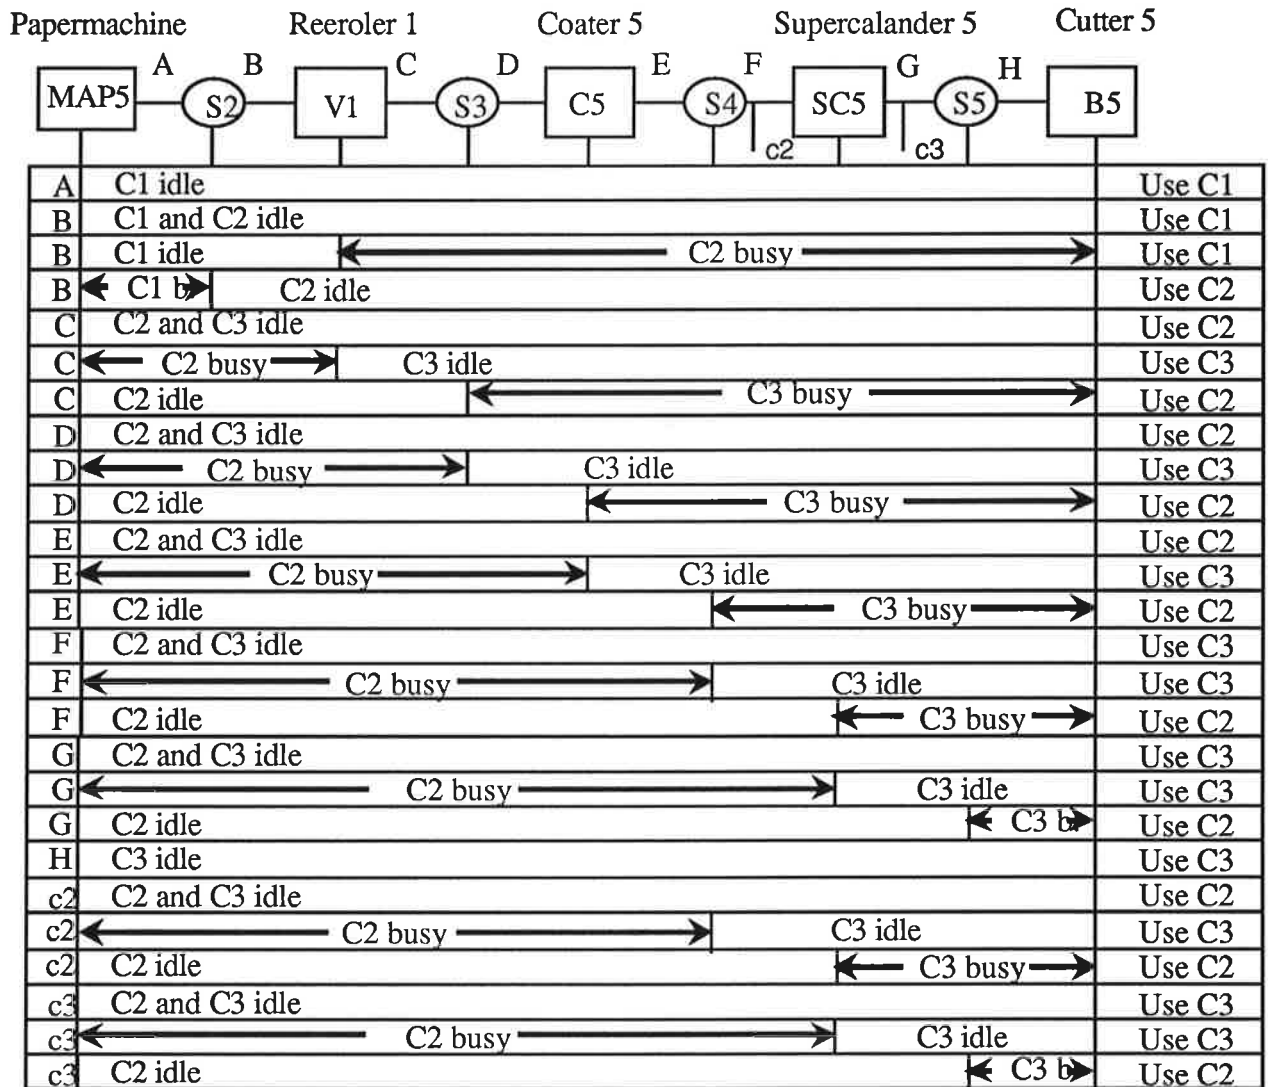 Papermachine Reeroler 1 Coater 5 Supercalander 5 Cutter 5
A B C D E F G H
MAP5 S2 V1 S3 C5 S4 SC5 S5 B5
c2 c3
A C1 idle Use C1
B C1 and C2 idle Use C1
B C1 idle C2 busy Use C1
B C1 b C2 idle Use C2
C C2 and C3 idle Use C2
C C2 busy C3 idle Use C3
C C2 idle C3 busy Use C2
D C2 and C3 idle Use C2
D C2 busy C3 idle Use C3
D C2 idle C3 busy Use C2
E C2 and C3 idle Use C2
E C2 busy C3 idle Use C3
E C2 idle C3 busy Use C2
F C2 and C3 idle Use C3
F C2 busy C3 idle Use C3
F C2 idle C3 busy Use C2
G C2 and C3 idle Use C3
G C2 busy C3 idle Use C3
G C2 idle C3 b Use C2
H C3 idle Use C3
c2 C2 and C3 idle Use C2
c2 C2 busy C3 idle Use C3
c2 C2 idle C3 busy Use C2
c3 C2 and C3 idle Use C3
c3 C2 busy C3 idle Use C3
c3 C2 idle C3 b Use C2